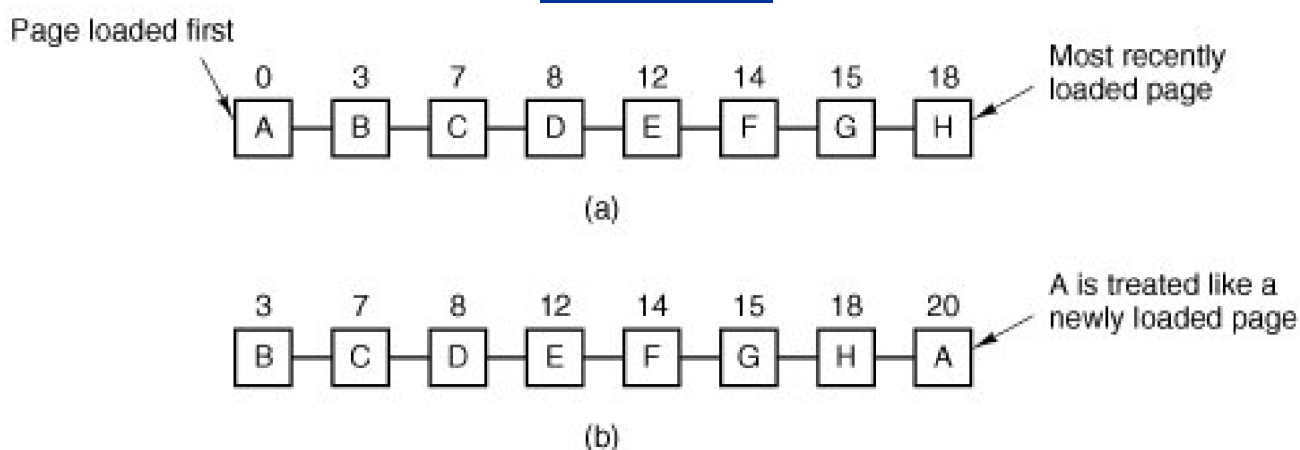 Page loaded first
Most recently
loaded page
0 3 7 8 12 14 15 18
A B C D E F G H
(a)
A is treated like a
newly loaded page
3 7 8 12 14 15 18 20
B C D E F G H A
(b)